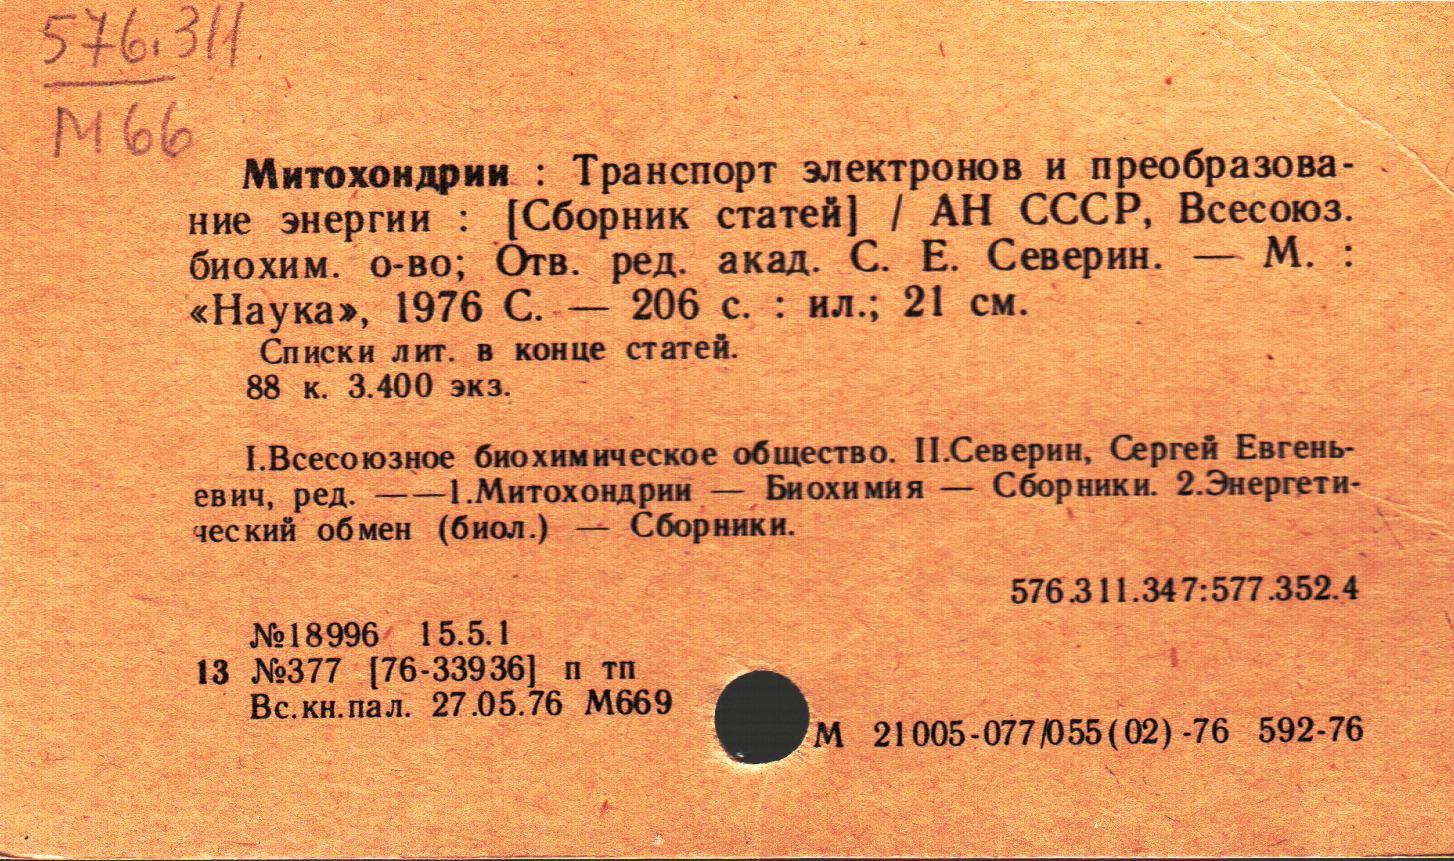 576.311
М66
Митохондрии : Транспорт электронов и преобразова-
ние энергии : [Сборник статей] / АН СССР, Всесоюз.
биохим. о-во; Отв. ред. акад. С. Е. Северин. — М. :
«Наука», 1976 С. — 206 с. : ил.; 21 см.
Списки лит. в конце статей.
88 к. 3.400 экз.
I.Всесоюзное биохимическое общество. II.Северин, Сергей Евгень-
евич, ред. ——1.Митохондрии — Биохимия — Сборники. 2.Энергети-
ческий обмен (биол.) — Сборники.
576.311.347:577.352.4
№18996 15.5.1
13 №377 [76-33936] п тп
Вс.кн.пал. 27.05.76 М669
М 21005-077/055(02)-76 592-76